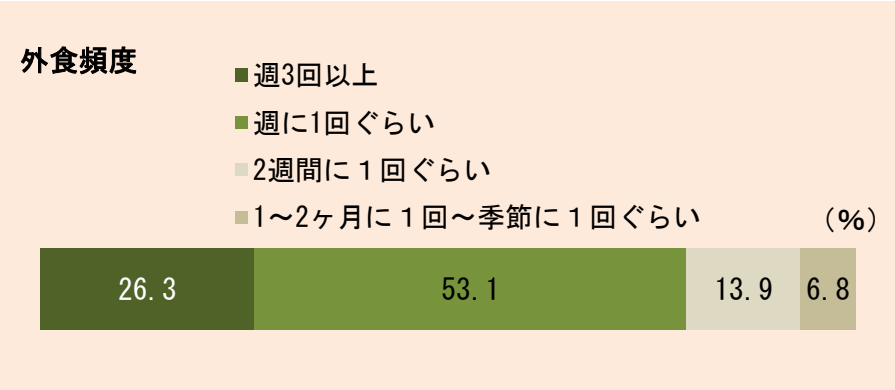 外食頻度
週3回以上
週に1回ぐらい
2週間に１回ぐらい
1～2ヶ月に１回～季節に１回ぐらい
（%）
26.3 53.1 13.9 6.8